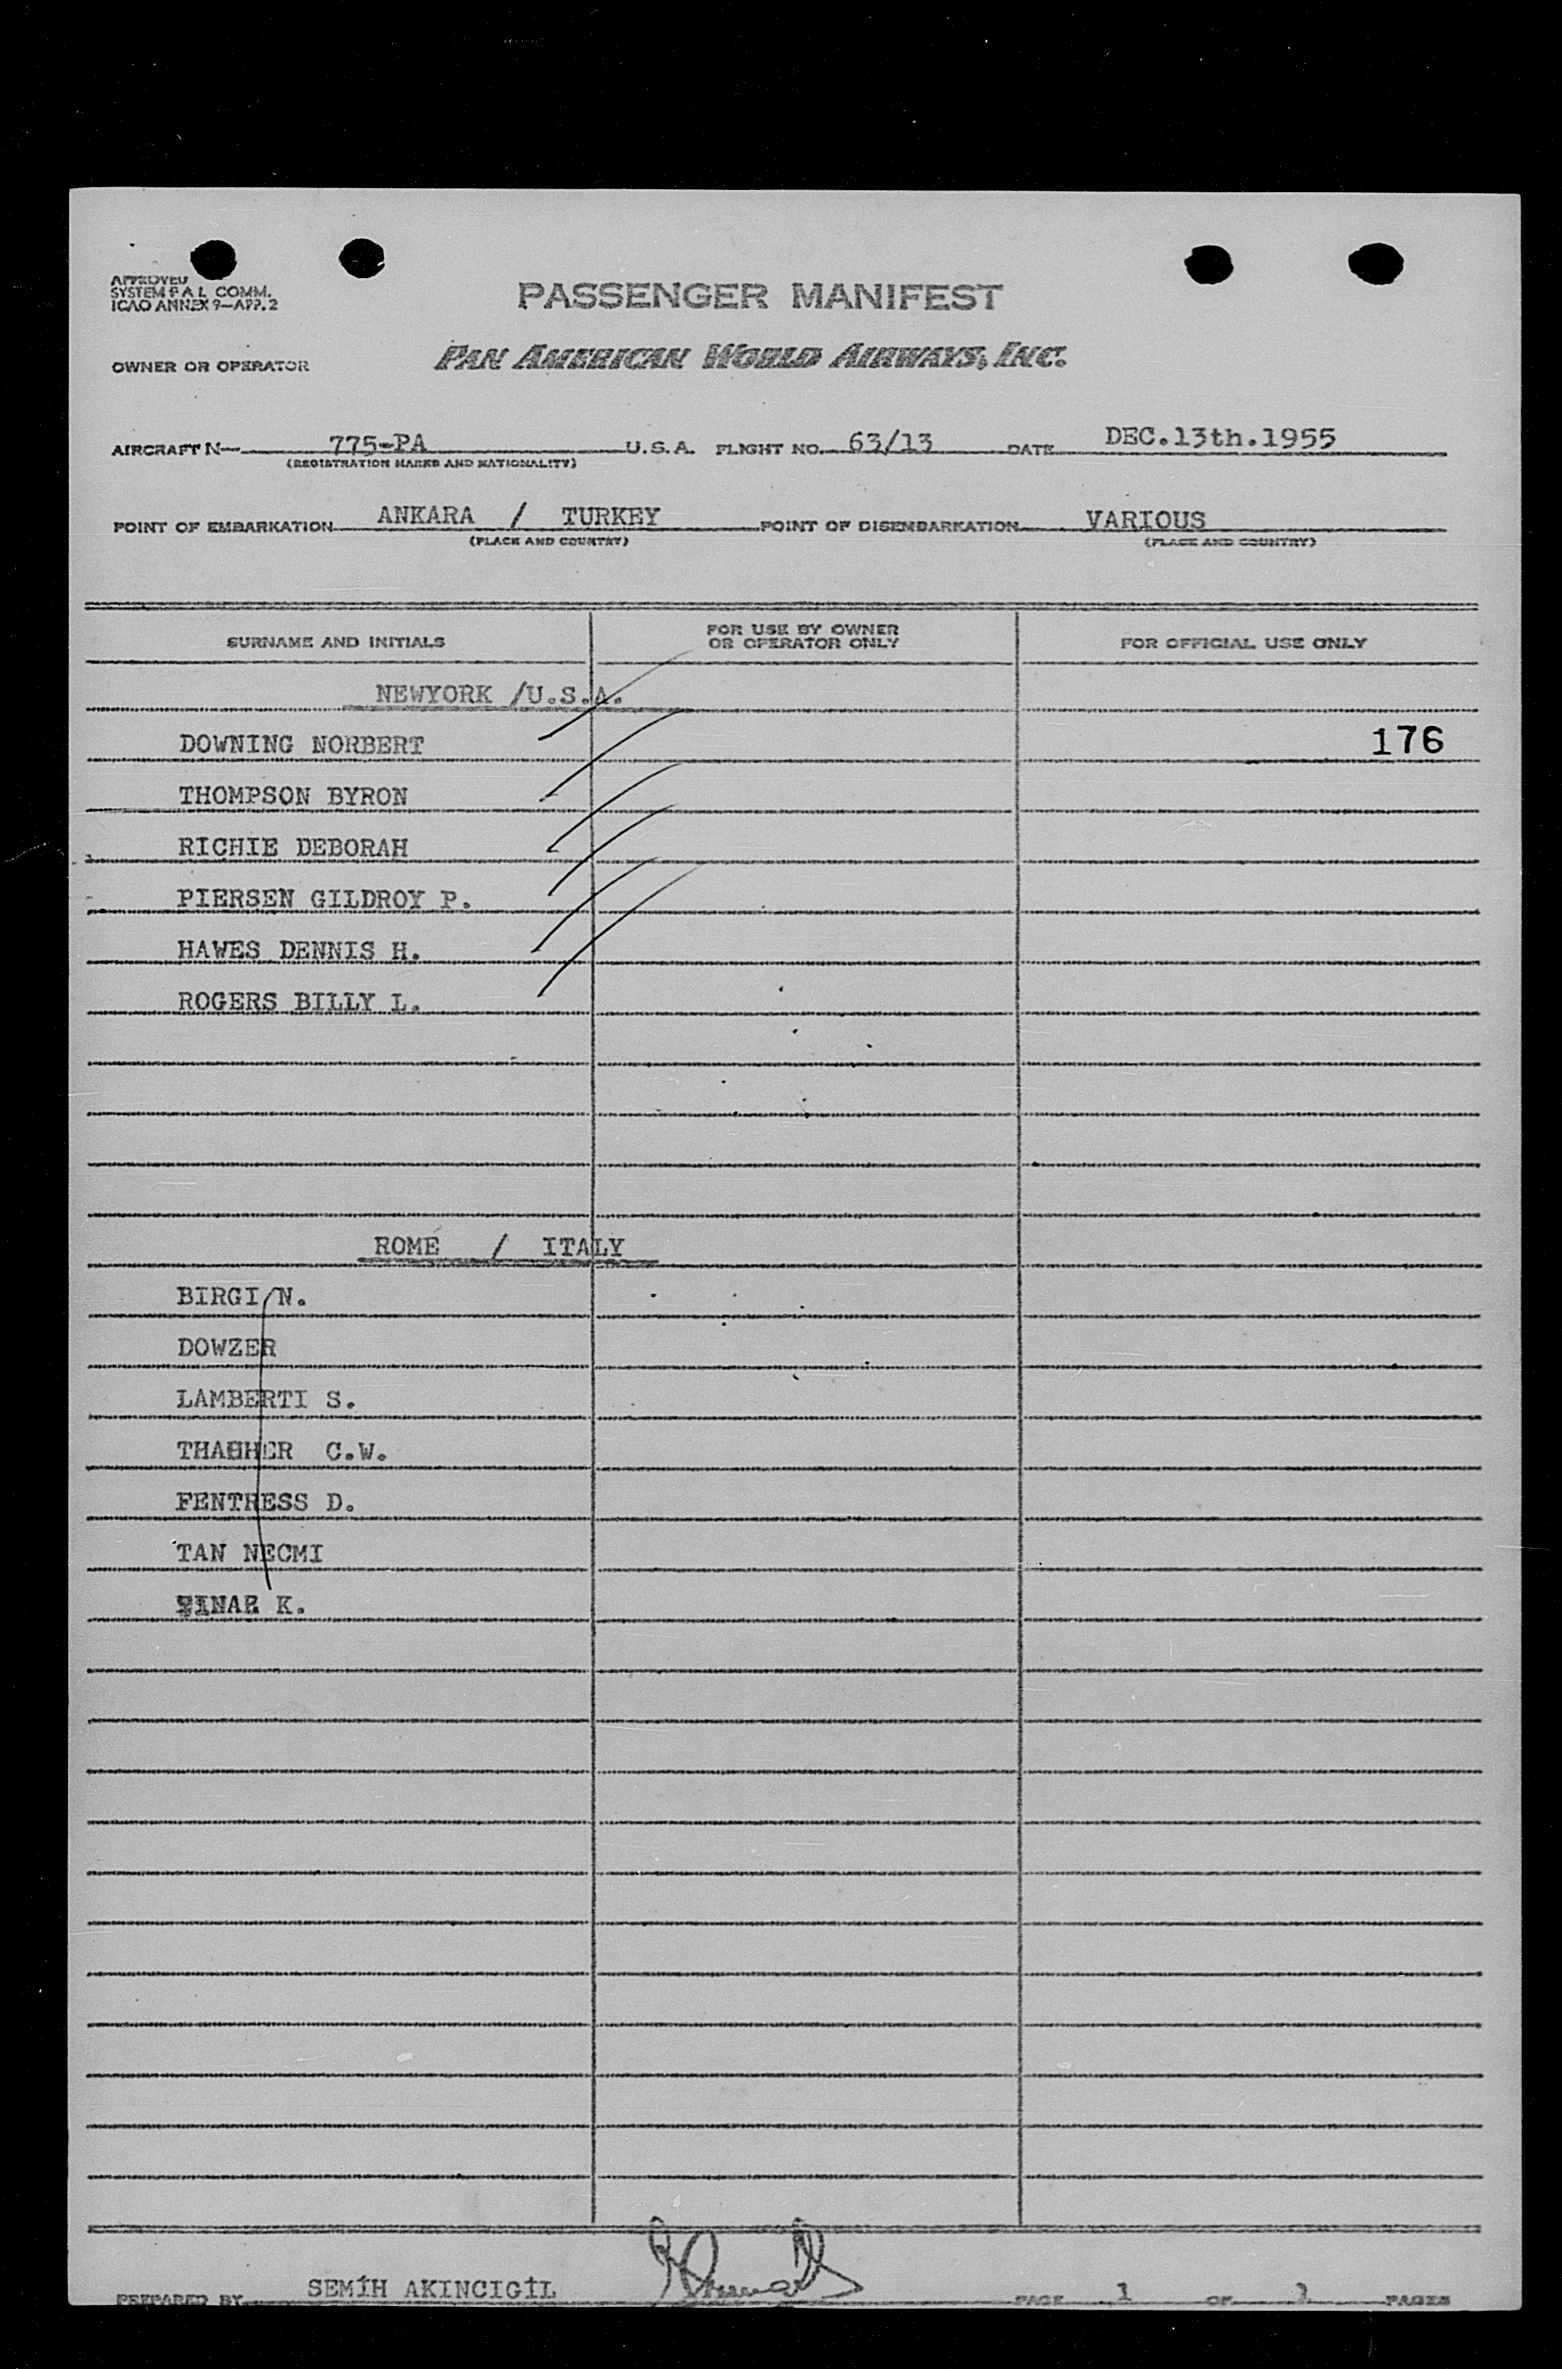 APPROVED
SYSTEM P A L COMM.
ICAO ANNEX 9—APP. 2
PASSENGER MANIFEST
OWNER OR OPERATOR PAN AMERICAN WORLD AIRWAYS, INC.
AIRCRAFT N— 775-PA U.S.A. FLIGHT NO. 63/13 DATE DEC.13th.1955
(REGISTRATION MARKS AND NATIONALITY)
POINT OF EMBARKATION ANKARA / TURKEY POINT OF DISEMBARKATION VARIOUS
(PLACE AND COUNTRY) (PLACE AND COUNTRY)
SURNAME AND INITIALS FOR USE BY OWNER OR OPERATOR ONLY FOR OFFICIAL USE ONLY
NEWYORK /U.S.A.
DOWNING NORBERT 176
THOMPSON BYRON
RICHIE DEBORAH
PIERSEN GILDROY P.
HAWES DENNIS H.
ROGERS BILLY L.
ROME / ITALY
BIRGI N.
DOWZER
LAMBERTI S.
C.W.
FENTRESS D.
TAN NECMI
K.
PREPARED BY SEMİH AKINCIGİL PAGE 1 OF 1 PAGES